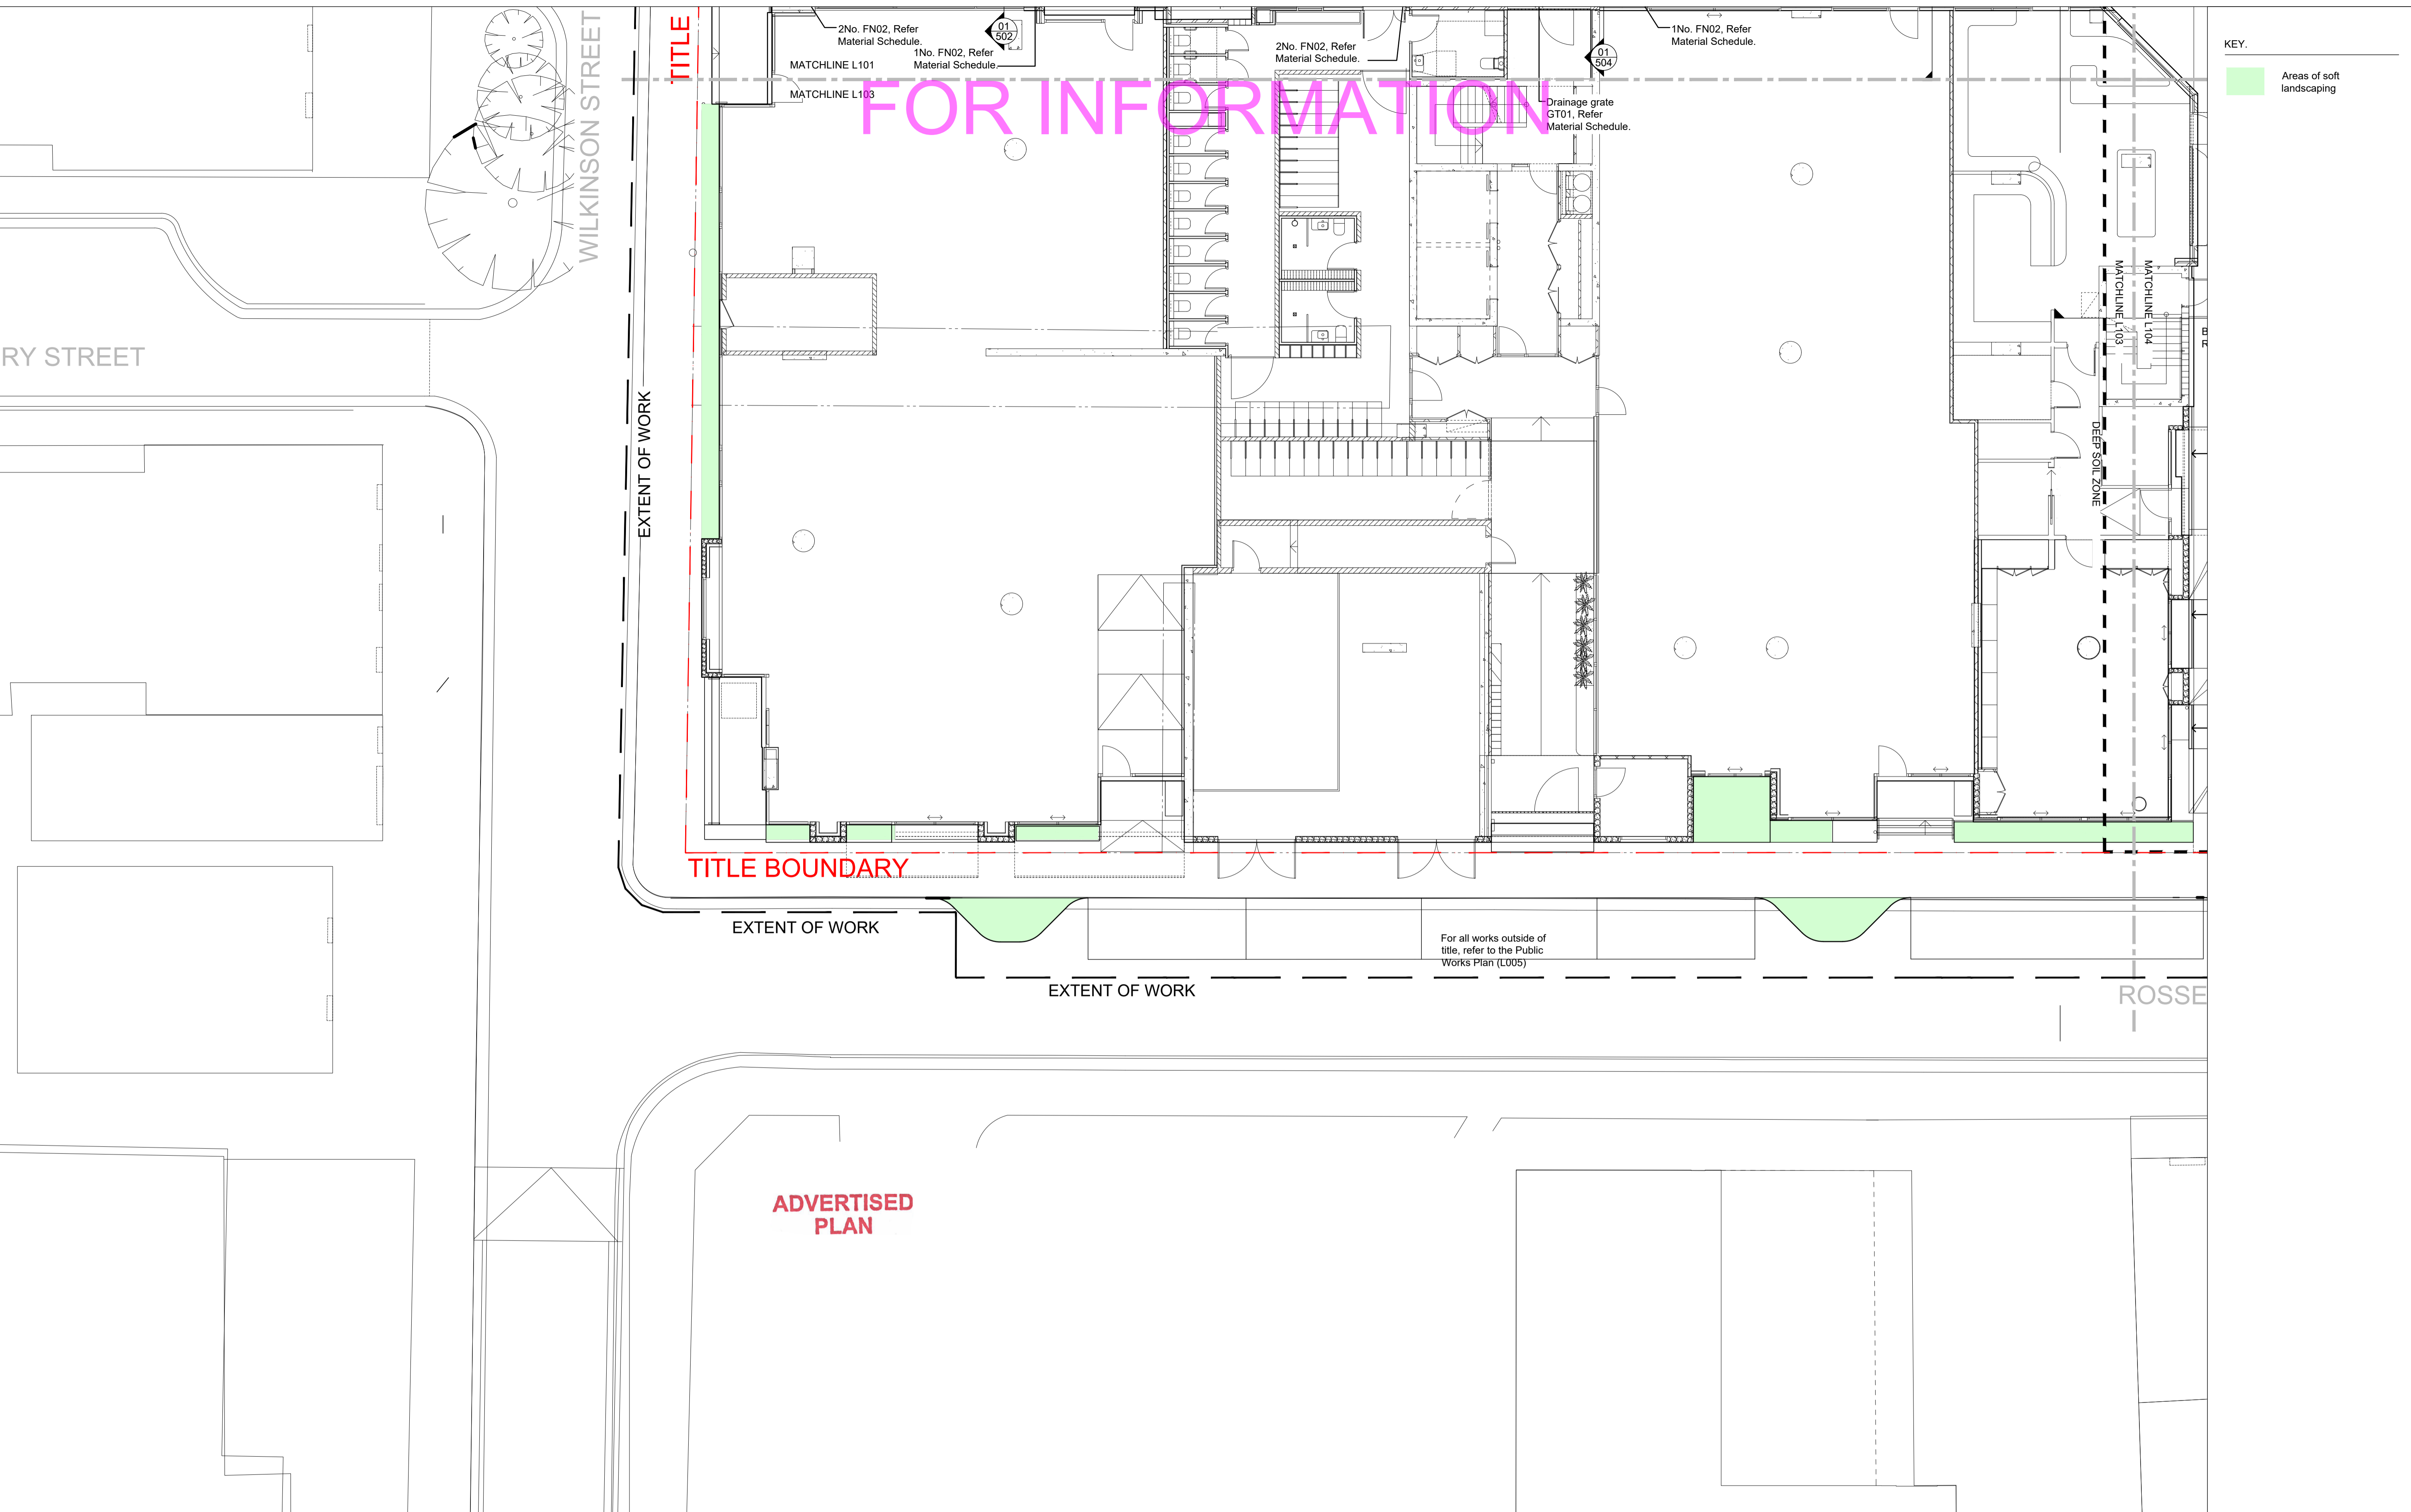 TITLE
WILKINSON STREET
2No. FN02, Refer
Material Schedule.
01
502
1No. FN02, Refer
Material Schedule.
2No. FN02, Refer
Material Schedule.
01
504
1No. FN02, Refer
Material Schedule.
KEY.
Areas of soft
landscaping
MATCHLINE L101
MATCHLINE L103
FOR INFORMATION
Drainage grate
GT01, Refer
Material Schedule.
MATCHLINE L103
MATCHLINE L104
B
R
RY STREET
EXTENT OF WORK
DEEP SOIL ZONE
TITLE BOUNDARY
EXTENT OF WORK
For all works outside of
title, refer to the Public
Works Plan (L005)
EXTENT OF WORK
ROSSE
ADVERTISED
PLAN